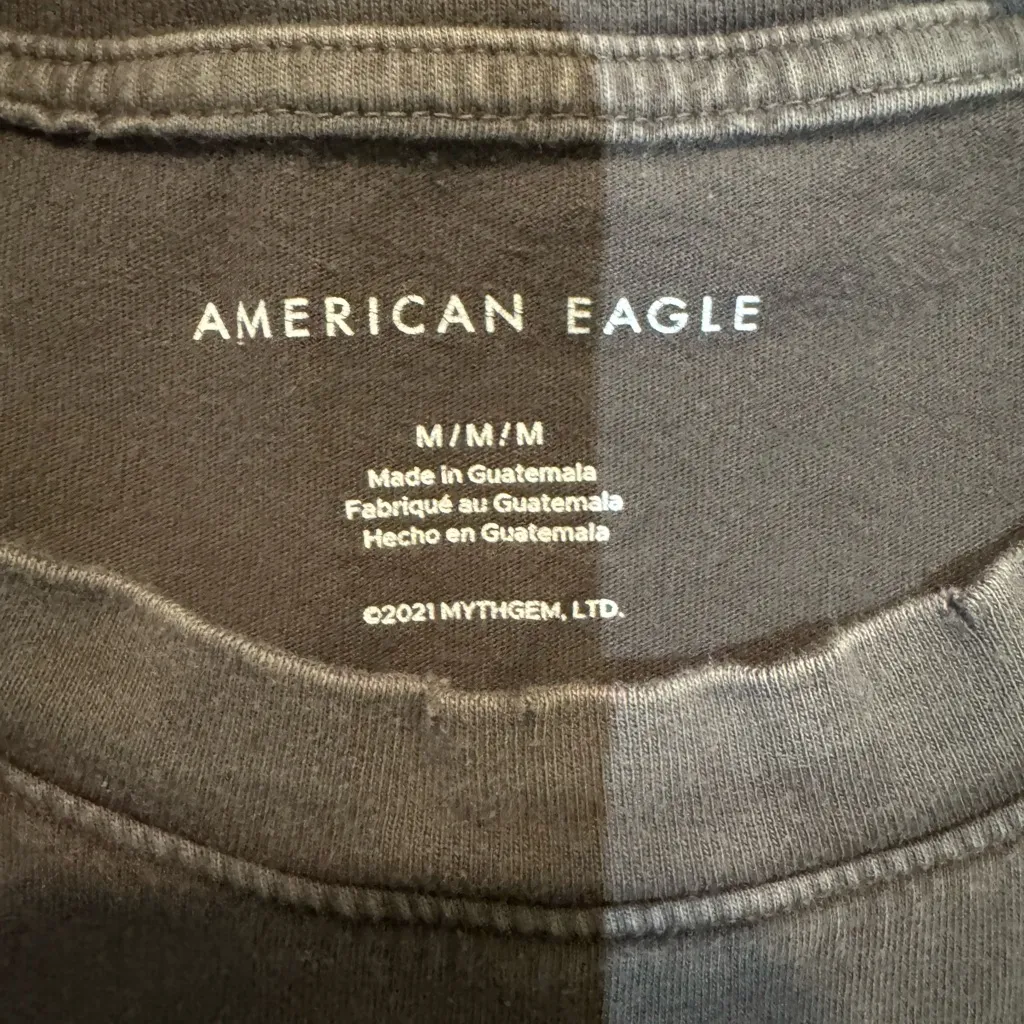 AMERICAN EAGLE
M/M/M
Made in Guatemala
Fabriqué au Guatemala
Hecho en Guatemala
©2021 MYTHGEM, LTD.